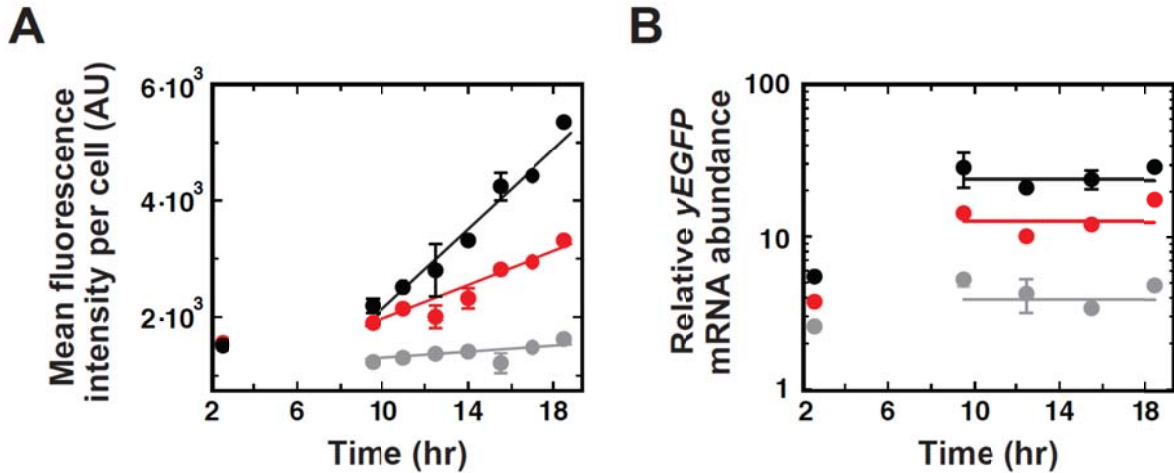 A
Mean fluorescence
intensity per cell (AU)
6·10³
4·10³
2·10³
2 6 10 14 18
Time (hr)
B
Relative yEGFP
mRNA abundance
100
10
1
2 6 10 14 18
Time (hr)